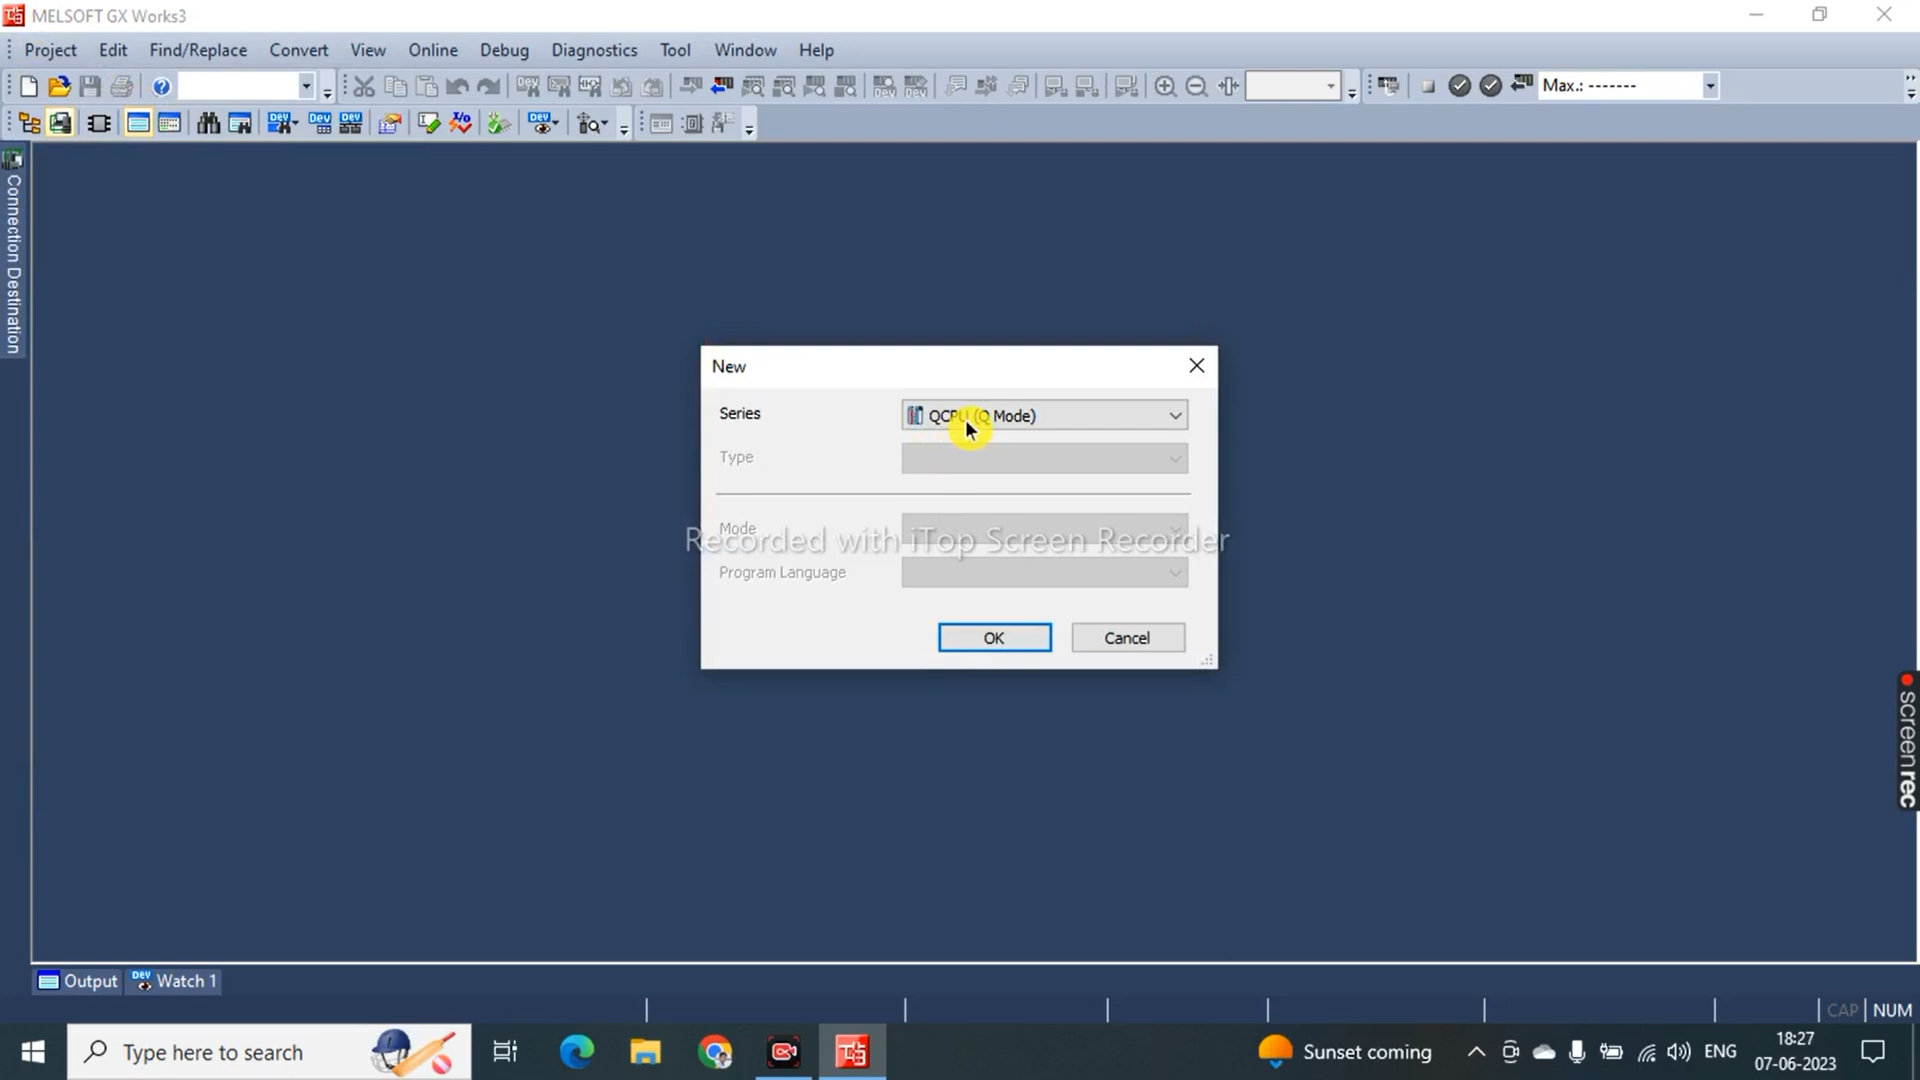 MELSOFT GX Works3
Project Edit Find/Replace Convert View Online Debug Diagnostics Tool Window Help
Max.: -------
Connection Destination
New
Series QCPU (Q Mode)
Type
Mode
Recorded with iTop Screen Recorder
Program Language
OK Cancel
screenrec
Output Watch 1
CAP NUM
Type here to search
Sunset coming
ENG
18:27
07-06-2023